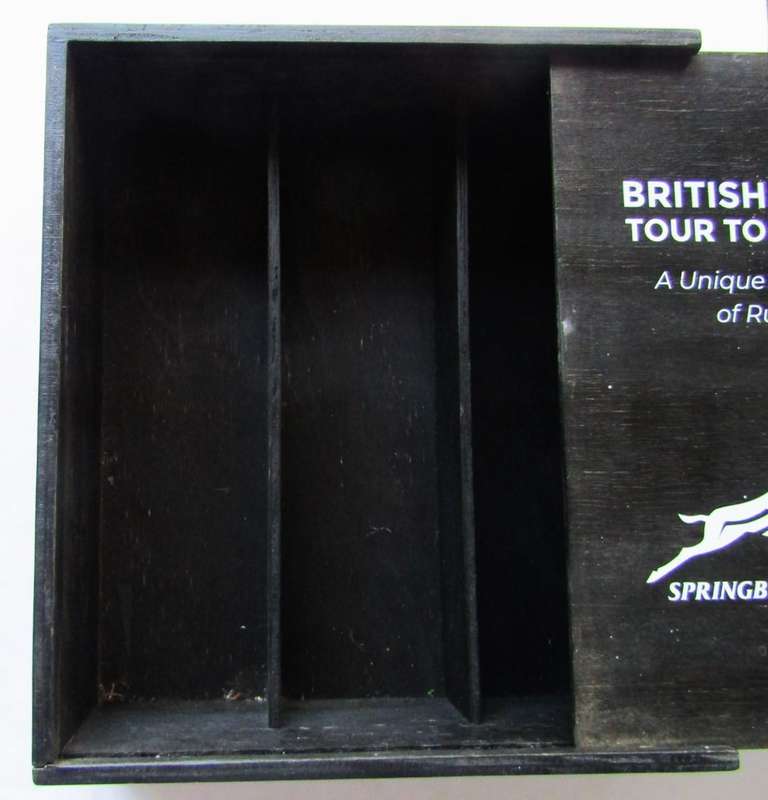 BRITISH
TOUR TO
A Unique
of Ru
SPRINGB